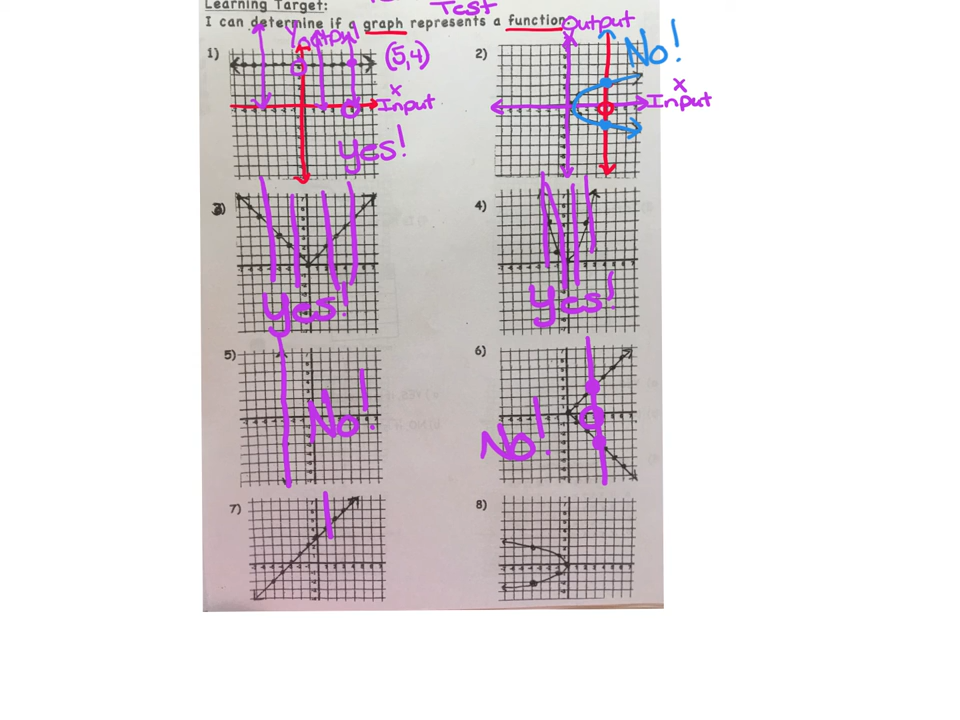 Learning Target:
Test
I can determine if a graph represents a function.
Output
1)
Y
(5,4)
x
Input
Yes!
2)
No!
x
Input
3)
Yes!
4)
Yes!
5)
No!
6)
No!
7)
8)